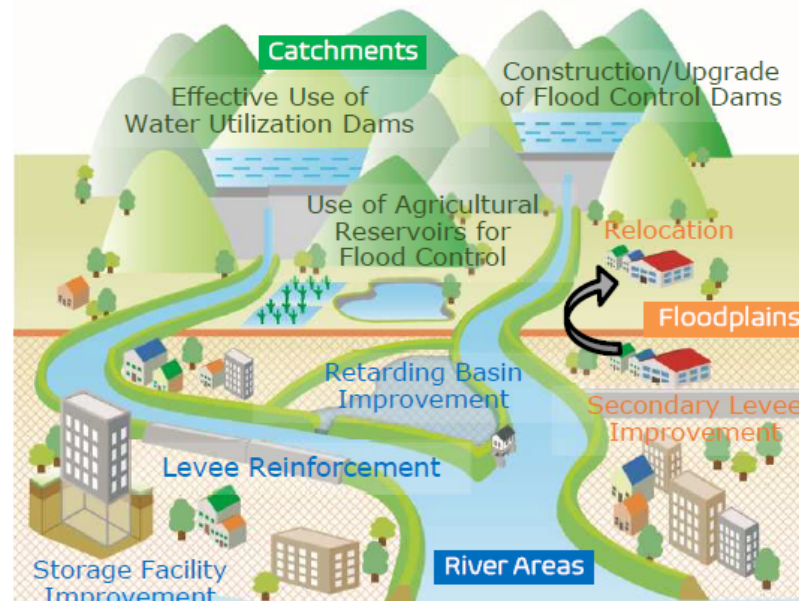 Catchments
Effective Use of
Water Utilization Dams
Construction/Upgrade
of Flood Control Dams
Use of Agricultural
Reservoirs for
Flood Control
Relocation
Floodplains
Retarding Basin
Improvement
Secondary Levee
Improvement
Levee Reinforcement
Storage Facility
Improvement
River Areas